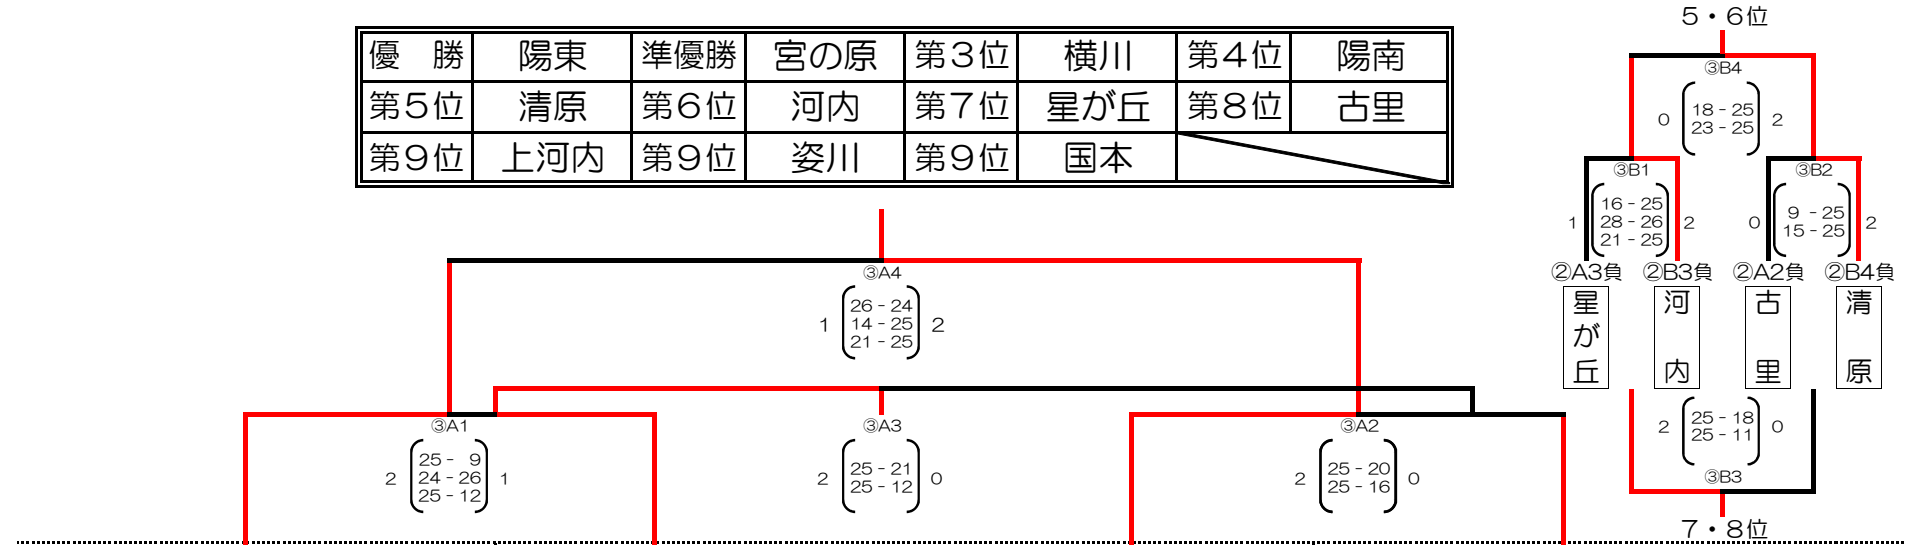 優　勝 陽東 準優勝 宮の原 第３位 横川 第４位 陽南
第５位 清原 第６位 河内 第７位 星が丘 第８位 古里
第９位 上河内 第９位 姿川 第９位 国本
③A4
1 26 - 24 2
14 - 25
21 - 25
③A1
2 25 - 9 1
24 - 26
25 - 12
③A3
2 25 - 21 0
25 - 12
③A2
2 25 - 20 0
25 - 16
５・６位
③B4
0 18 - 25 2
23 - 25
③B1
1 16 - 25 2
28 - 26
21 - 25
③B2
0 9 - 25 2
15 - 25
②A3負 ②B3負 ②A2負 ②B4負
星が丘 河内 古里 清原
2 25 - 18 0
25 - 11
③B3
７・８位